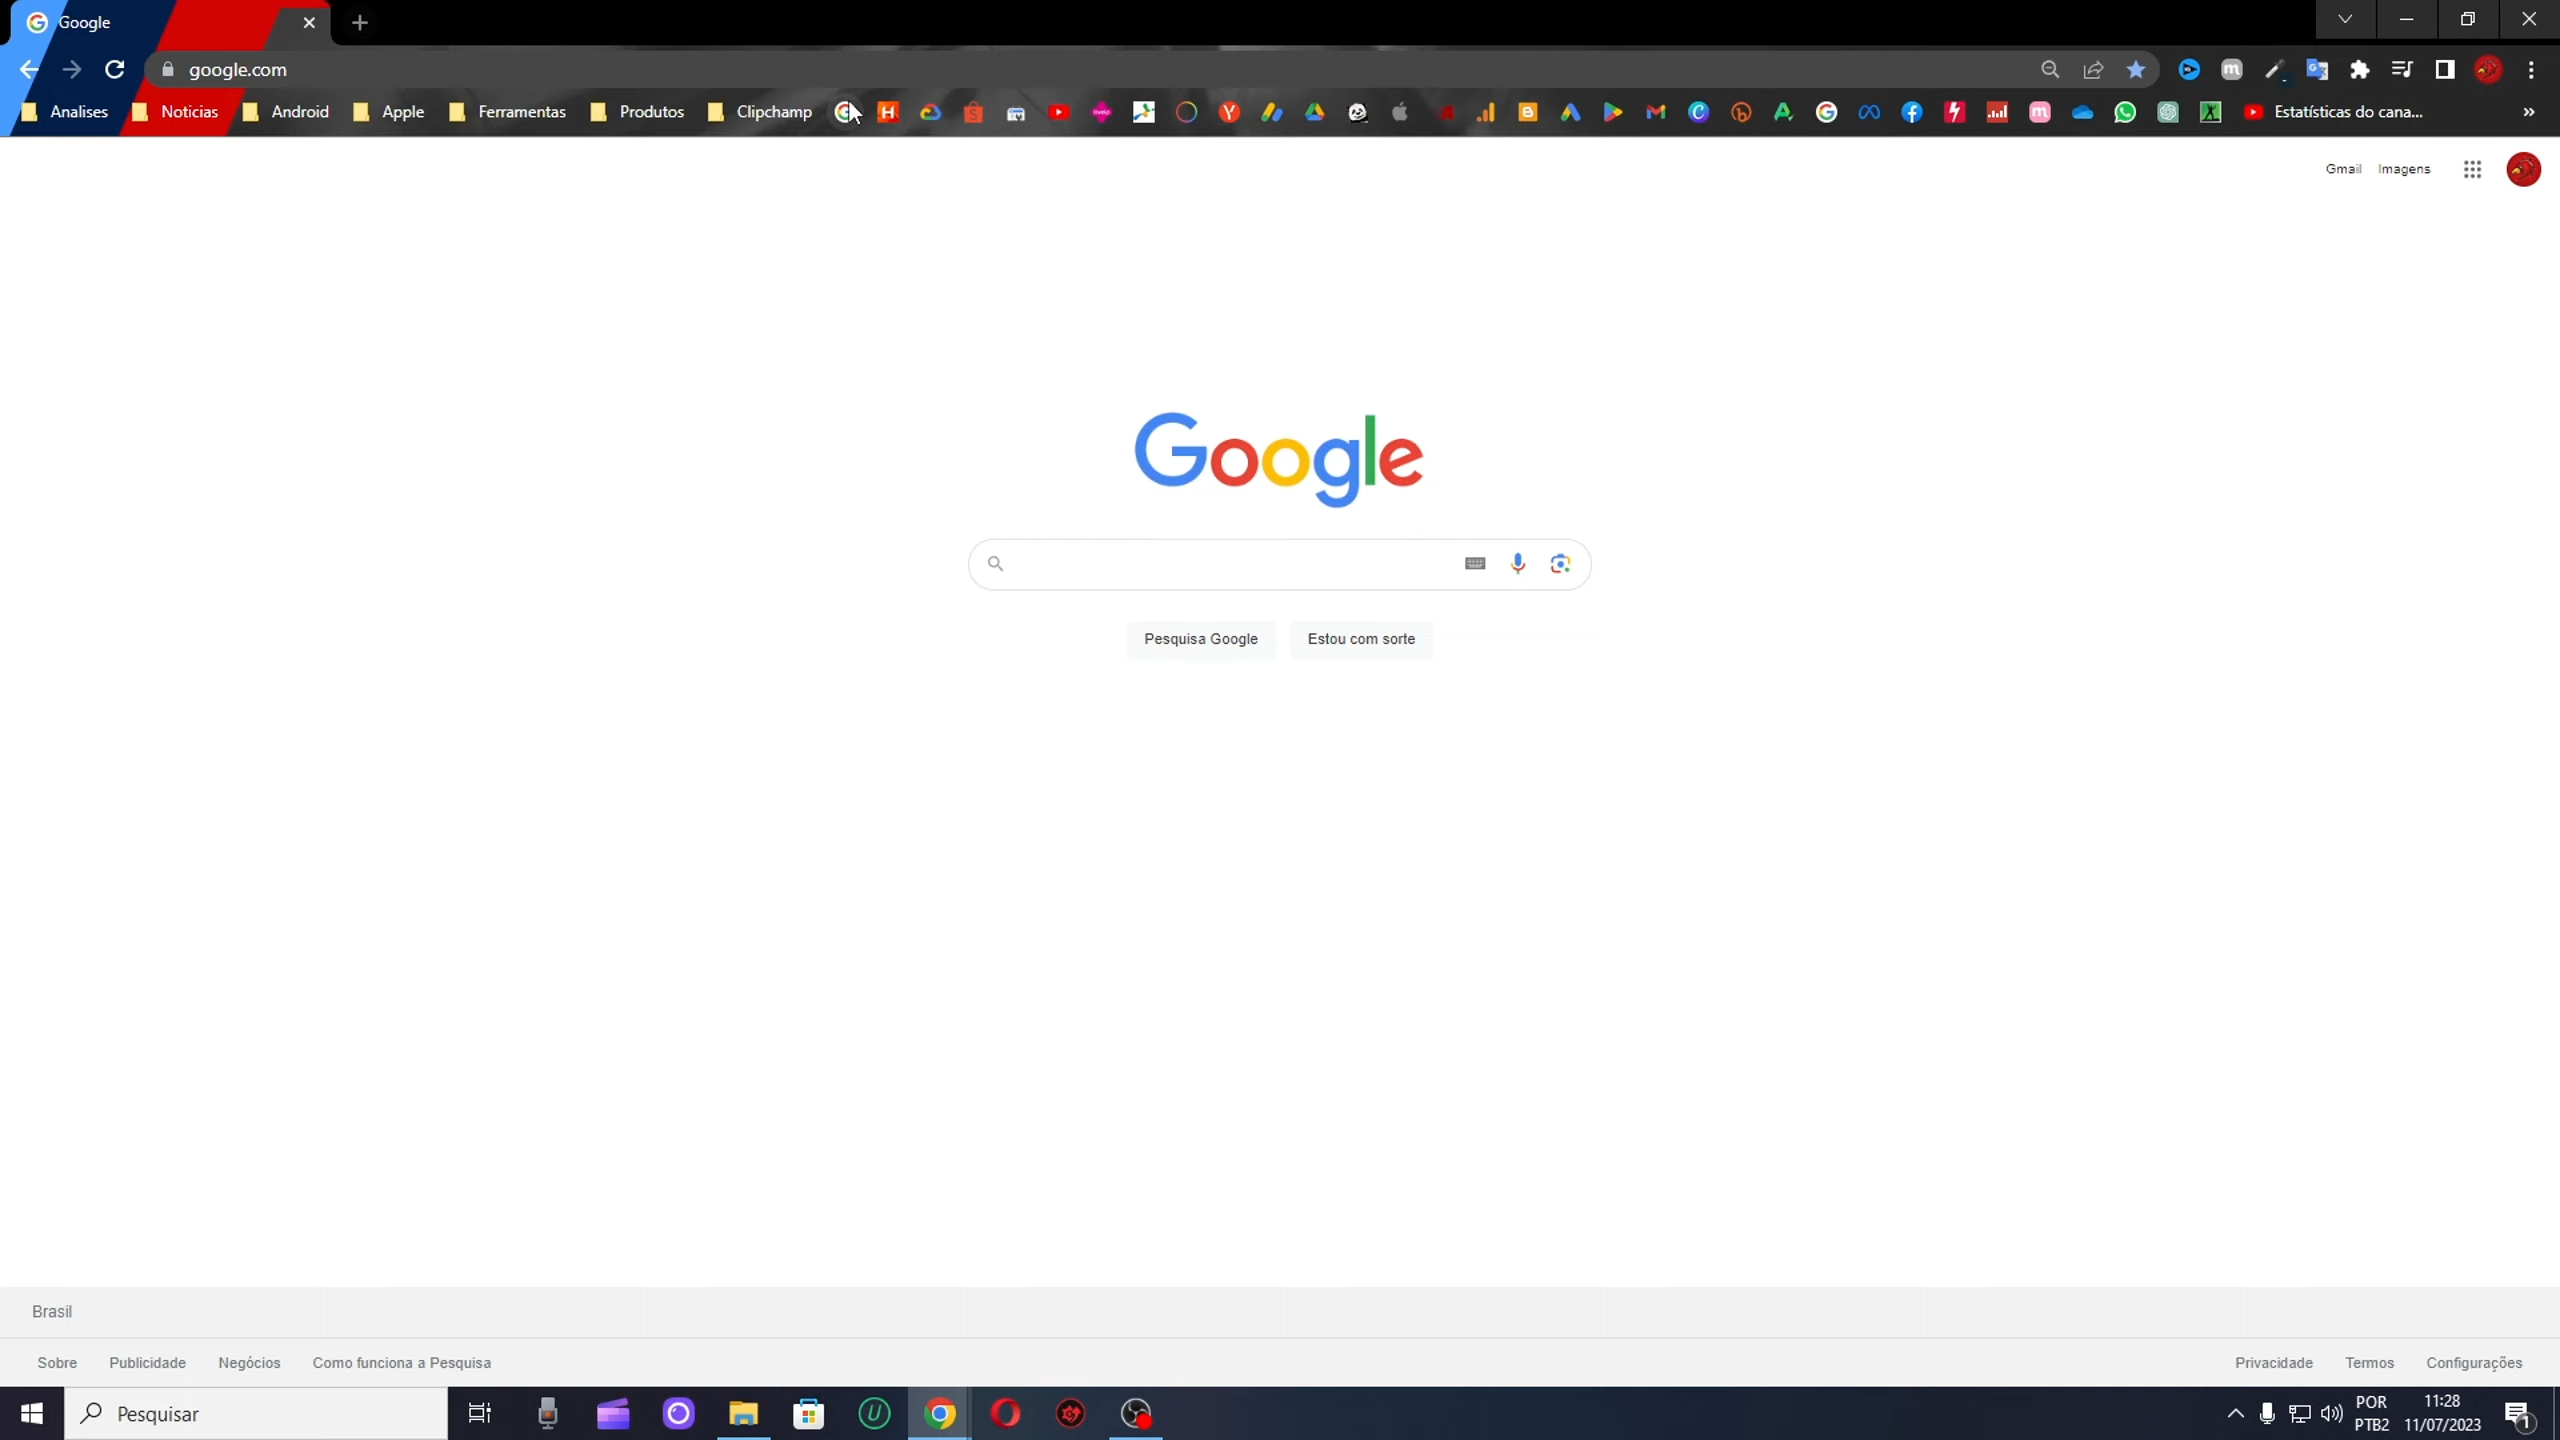 Google
google.com
Analises Noticias Android Apple Ferramentas Produtos Clipchamp Estatísticas do cana...
Gmail Imagens
Google
Pesquisa Google Estou com sorte
Brasil
Sobre Publicidade Negócios Como funciona a Pesquisa Privacidade Termos Configurações
Pesquisar
POR 11:28
PTB2 11/07/2023
1